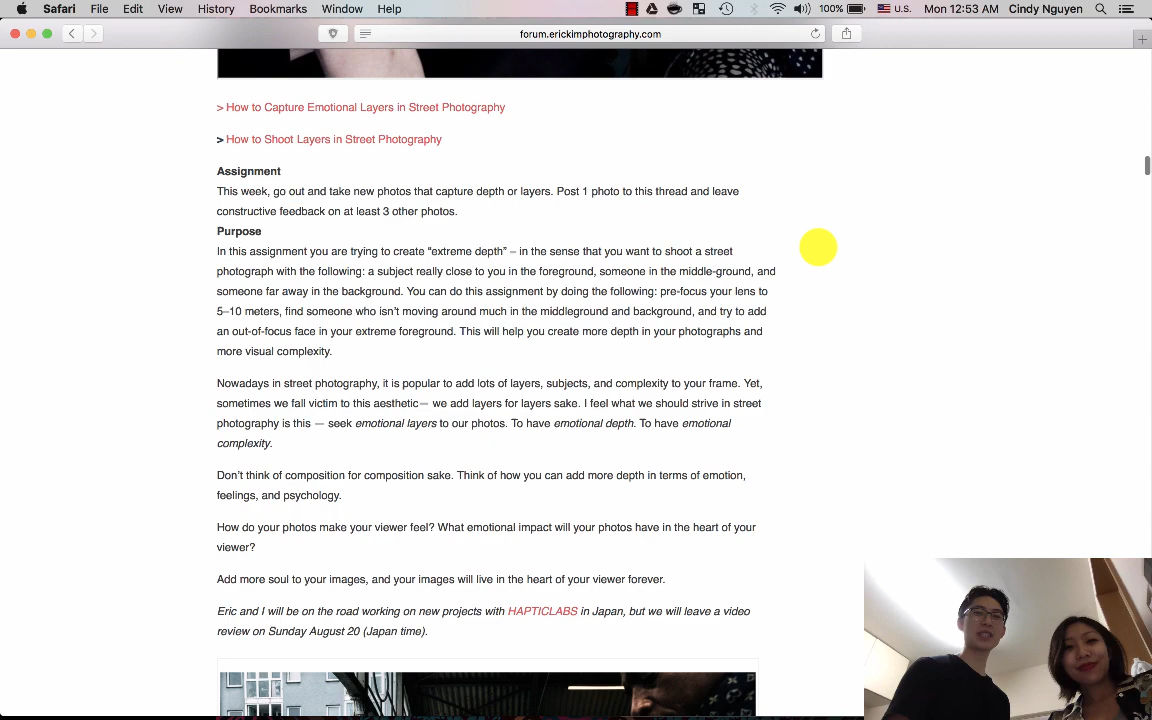 Safari File Edit View History Bookmarks Window Help 100% U.S. Mon 12:53 AM Cindy Nguyen
forum.erickimphotography.com
> How to Capture Emotional Layers in Street Photography
> How to Shoot Layers in Street Photography
Assignment
This week, go out and take new photos that capture depth or layers. Post 1 photo to this thread and leave
constructive feedback on at least 3 other photos.
Purpose
In this assignment you are trying to create “extreme depth” – in the sense that you want to shoot a street
photograph with the following: a subject really close to you in the foreground, someone in the middle-ground, and
someone far away in the background. You can do this assignment by doing the following: pre-focus your lens to
5–10 meters, find someone who isn’t moving around much in the middleground and background, and try to add
an out-of-focus face in your extreme foreground. This will help you create more depth in your photographs and
more visual complexity.
Nowadays in street photography, it is popular to add lots of layers, subjects, and complexity to your frame. Yet,
sometimes we fall victim to this aesthetic— we add layers for layers sake. I feel what we should strive in street
photography is this — seek emotional layers to our photos. To have emotional depth. To have emotional
complexity.
Don’t think of composition for composition sake. Think of how you can add more depth in terms of emotion,
feelings, and psychology.
How do your photos make your viewer feel? What emotional impact will your photos have in the heart of your
viewer?
Add more soul to your images, and your images will live in the heart of your viewer forever.
Eric and I will be on the road working on new projects with HAPTICLABS in Japan, but we will leave a video
review on Sunday August 20 (Japan time).